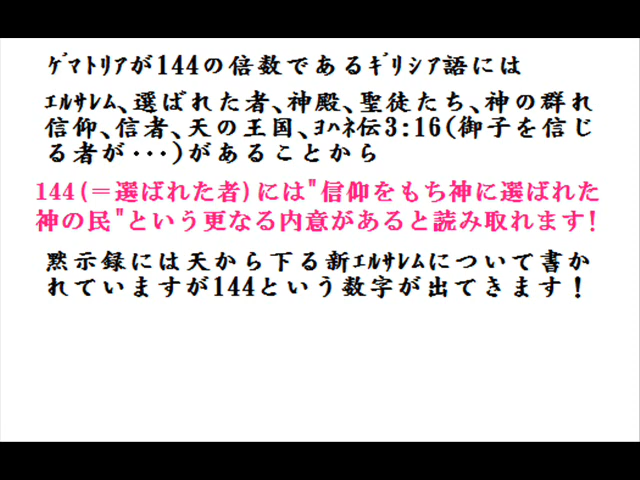 ｹﾞﾏﾄﾘｱが144の倍数であるｷﾞﾘｼｱ語には
ｴﾙｻﾚﾑ､選ばれた者､神殿､聖徒たち､神の群れ
信仰､信者､天の王国､ﾖﾊﾈ伝3:16(御子を信じ
る者が･･･)があることから
144(＝選ばれた者)には"信仰をもち神に選ばれた
神の民"という更なる内意があると読み取れます!
黙示録には天から下る新ｴﾙｻﾚﾑについて書か
れていますが144という数字が出てきます！